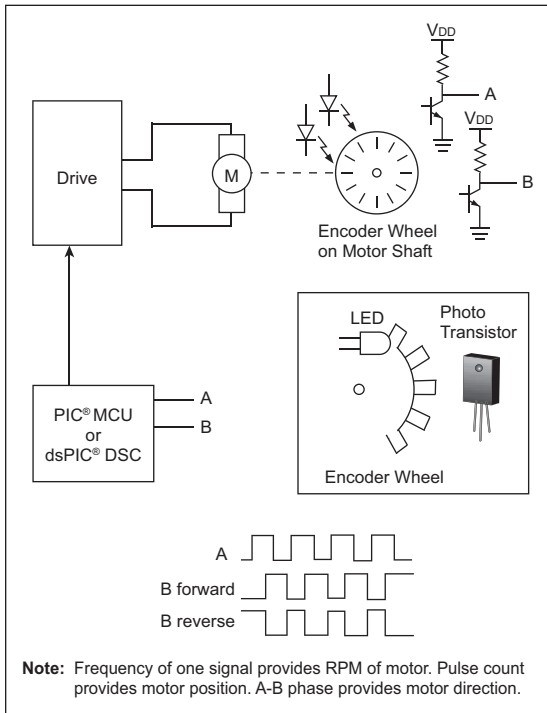 VDD
A
VDD
B
Drive
M
Encoder Wheel
on Motor Shaft
LED
Photo
Transistor
Encoder Wheel
PIC® MCU
or
dsPIC® DSC
A
B
A
B forward
B reverse
Note: Frequency of one signal provides RPM of motor. Pulse count
provides motor position. A-B phase provides motor direction.